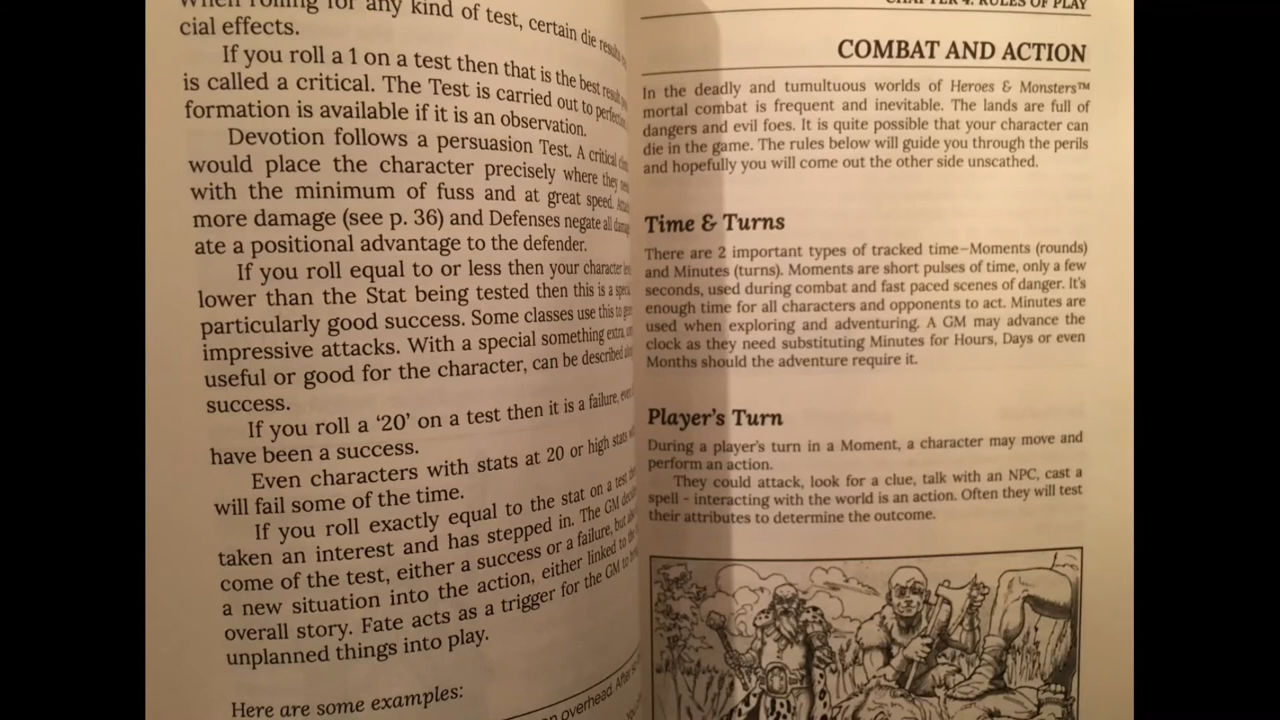 When rolling for any kind of test, certain die results
cial effects.
If you roll a 1 on a test then that is the best result
is called a critical. The Test is carried out to perfection,
formation is available if it is an observation.
Devotion follows a persuasion Test. A critical
would place the character precisely where they
with the minimum of fuss and at great speed.
more damage (see p. 36) and Defenses negate all
ate a positional advantage to the defender.
If you roll equal to or less then your character
lower than the Stat being tested then this is a
particularly good success. Some classes use this to
impressive attacks. With a special something extra,
useful or good for the character, can be described
success.
If you roll a ‘20’ on a test then it is a failure,
have been a success.
Even characters with stats at 20 or high stats
will fail some of the time.
If you roll exactly equal to the stat on a test
taken an interest and has stepped in. The GM
come of the test, either a success or a failure, but
a new situation into the action, either linked to the
overall story. Fate acts as a trigger for the GM to
unplanned things into play.
Here are some examples:
overhead. After
CHAPTER 4: RULES OF PLAY
COMBAT AND ACTION
In the deadly and tumultuous worlds of Heroes & Monsters™
mortal combat is frequent and inevitable. The lands are full of
dangers and evil foes. It is quite possible that your character can
die in the game. The rules below will guide you through the perils
and hopefully you will come out the other side unscathed.
Time & Turns
There are 2 important types of tracked time—Moments (rounds)
and Minutes (turns). Moments are short pulses of time, only a few
seconds, used during combat and fast paced scenes of danger. It's
enough time for all characters and opponents to act. Minutes are
used when exploring and adventuring. A GM may advance the
clock as they need substituting Minutes for Hours, Days or even
Months should the adventure require it.
Player's Turn
During a player's turn in a Moment, a character may move and
perform an action.
They could attack, look for a clue, talk with an NPC, cast a
spell - interacting with the world is an action. Often they will test
their attributes to determine the outcome.